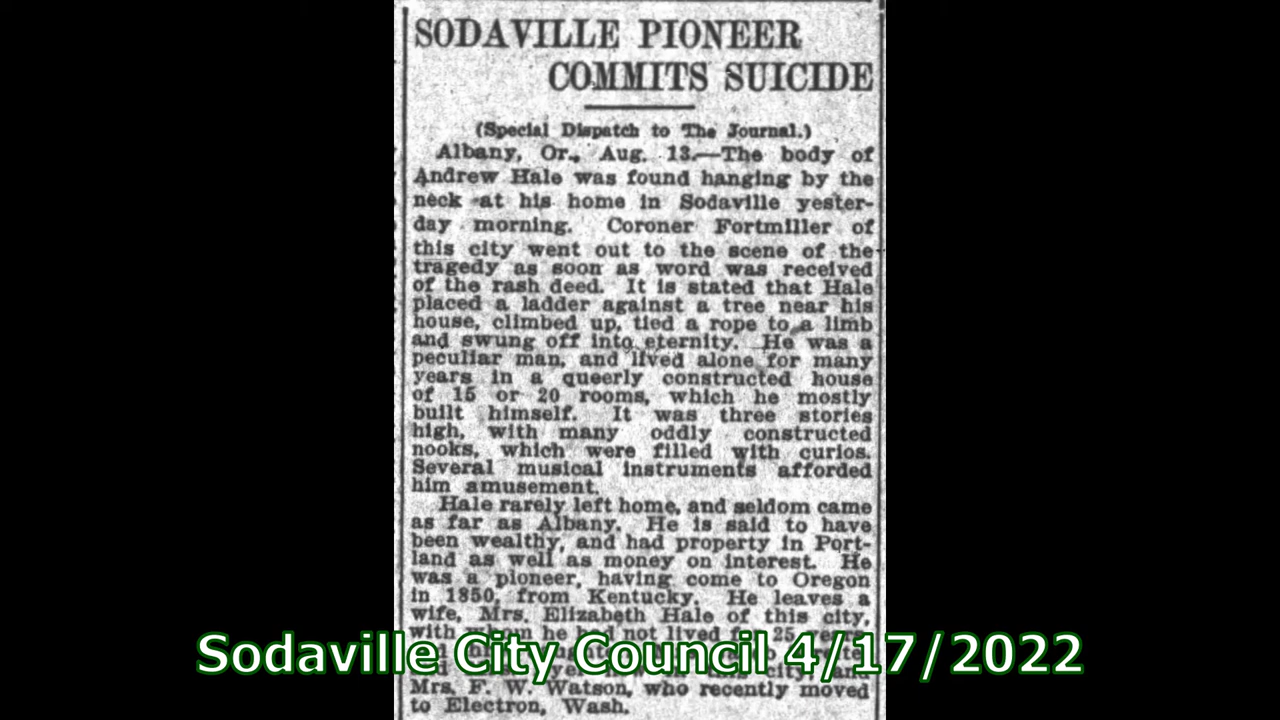 SODAVILLE PIONEER
COMMITS SUICIDE
(Special Dispatch to The Journal.)
Albany, Or., Aug. 13.—The body of
Andrew Hale was found hanging by the
neck at his home in Sodaville yester-
day morning. Coroner Fortmiller of
this city went out to the scene of the
tragedy as soon as word was received
of the rash deed. It is stated that Hale
placed a ladder against a tree near his
house, climbed up, tied a rope to a limb
and swung off into eternity. He was a
peculiar man, and lived alone for many
years in a queerly constructed house
of 15 or 20 rooms, which he mostly
built himself. It was three stories
high, with many oddly constructed
nooks, which were filled with curios.
Several musical instruments afforded
him amusement.
Hale rarely left home, and seldom came
as far as Albany. He is said to have
been wealthy, and had property in Port-
land as well as money on interest. He
was a pioneer, having come to Oregon
in 1850, from Kentucky. He leaves a
wife, Mrs. Elizabeth Hale of this city,
with whom he had not lived for 25
city, and
Mrs. F. W. Watson, who recently moved
to Electron, Wash.
Sodaville City Council 4/17/2022